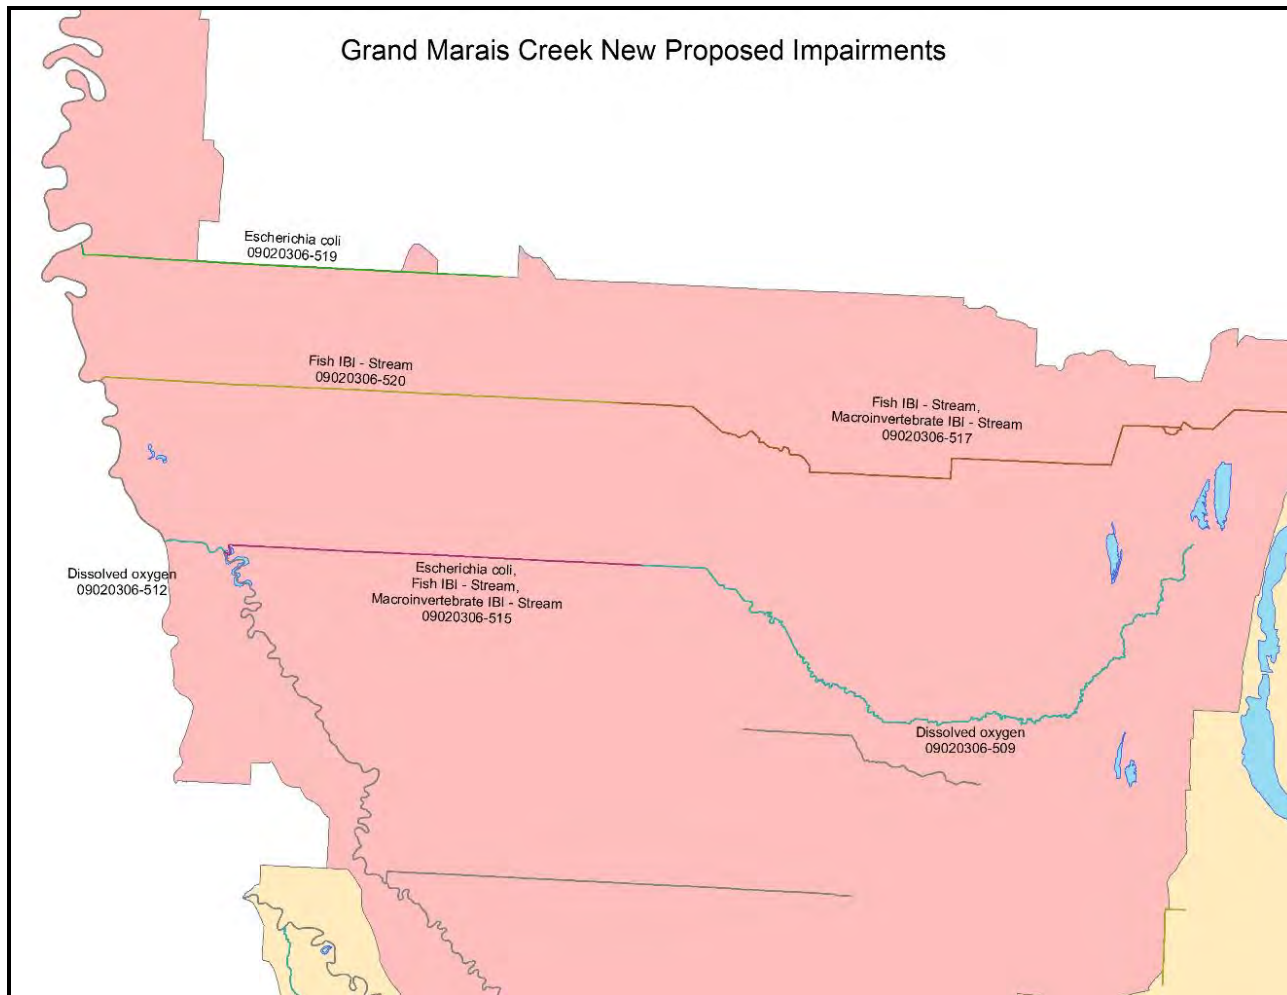 Grand Marais Creek New Proposed Impairments
Escherichia coli
09020306-519
Fish IBI - Stream
09020306-520
Fish IBI - Stream,
Macroinvertebrate IBI - Stream
09020306-517
Dissolved oxygen
09020306-512
Escherichia coli,
Fish IBI - Stream,
Macroinvertebrate IBI - Stream
09020306-515
Dissolved oxygen
09020306-509